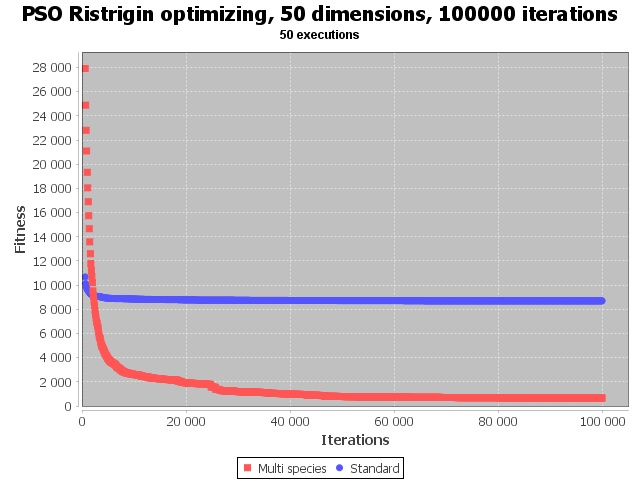 PSO Ristrigin optimizing, 50 dimensions, 100000 iterations
50 executions
28 000
26 000
24 000
22 000
20 000
18 000
16 000
14 000
12 000
10 000
8 000
6 000
4 000
2 000
0
Fitness
0 20 000 40 000 60 000 80 000 100 000
Iterations
Multi species Standard